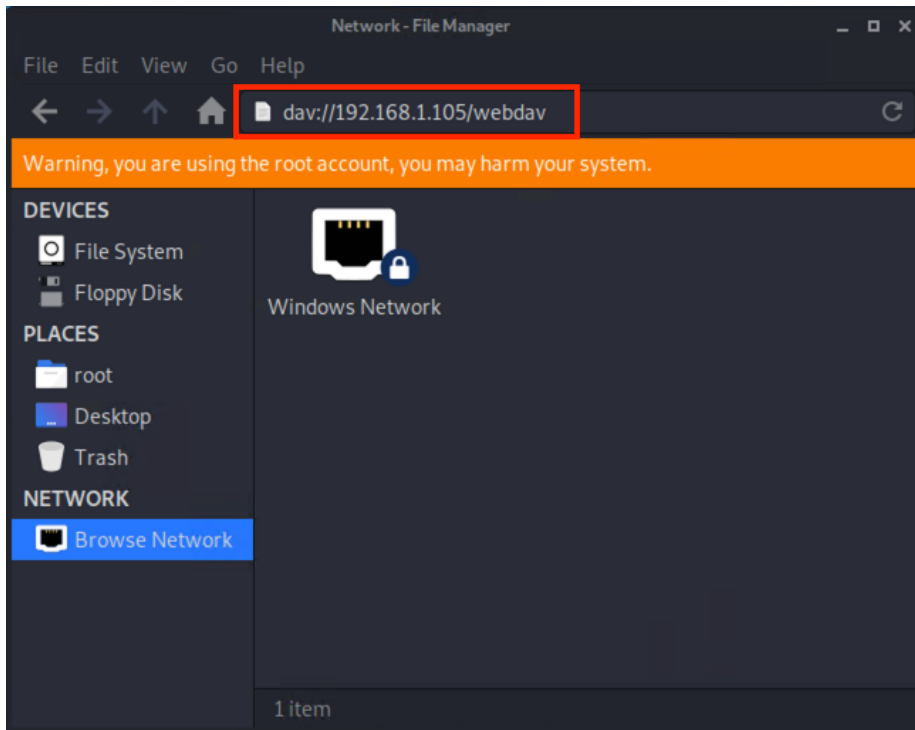 Network - File Manager
File Edit View Go Help
dav://192.168.1.105/webdav
Warning, you are using the root account, you may harm your system.
DEVICES
File System
Floppy Disk
PLACES
root
Desktop
Trash
NETWORK
Browse Network
Windows Network
1 item